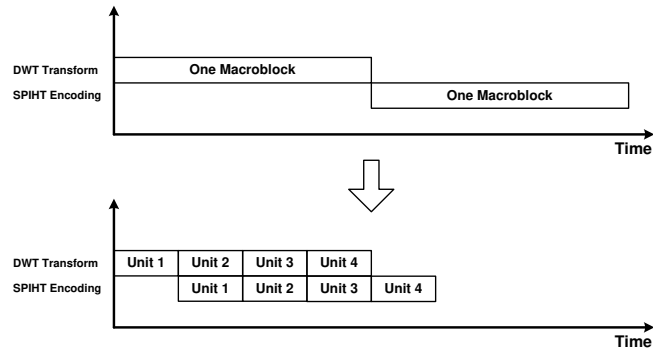 DWT Transform One Macroblock
SPIHT Encoding One Macroblock
Time
DWT Transform Unit 1 Unit 2 Unit 3 Unit 4
SPIHT Encoding Unit 1 Unit 2 Unit 3 Unit 4
Time